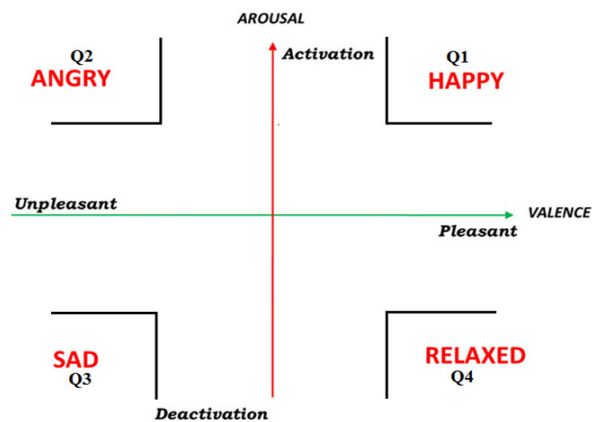 AROUSAL
Q2
Activation
Q1
ANGRY
HAPPY
Unpleasant
VALENCE
Pleasant
SAD
RELAXED
Q3
Q4
Deactivation